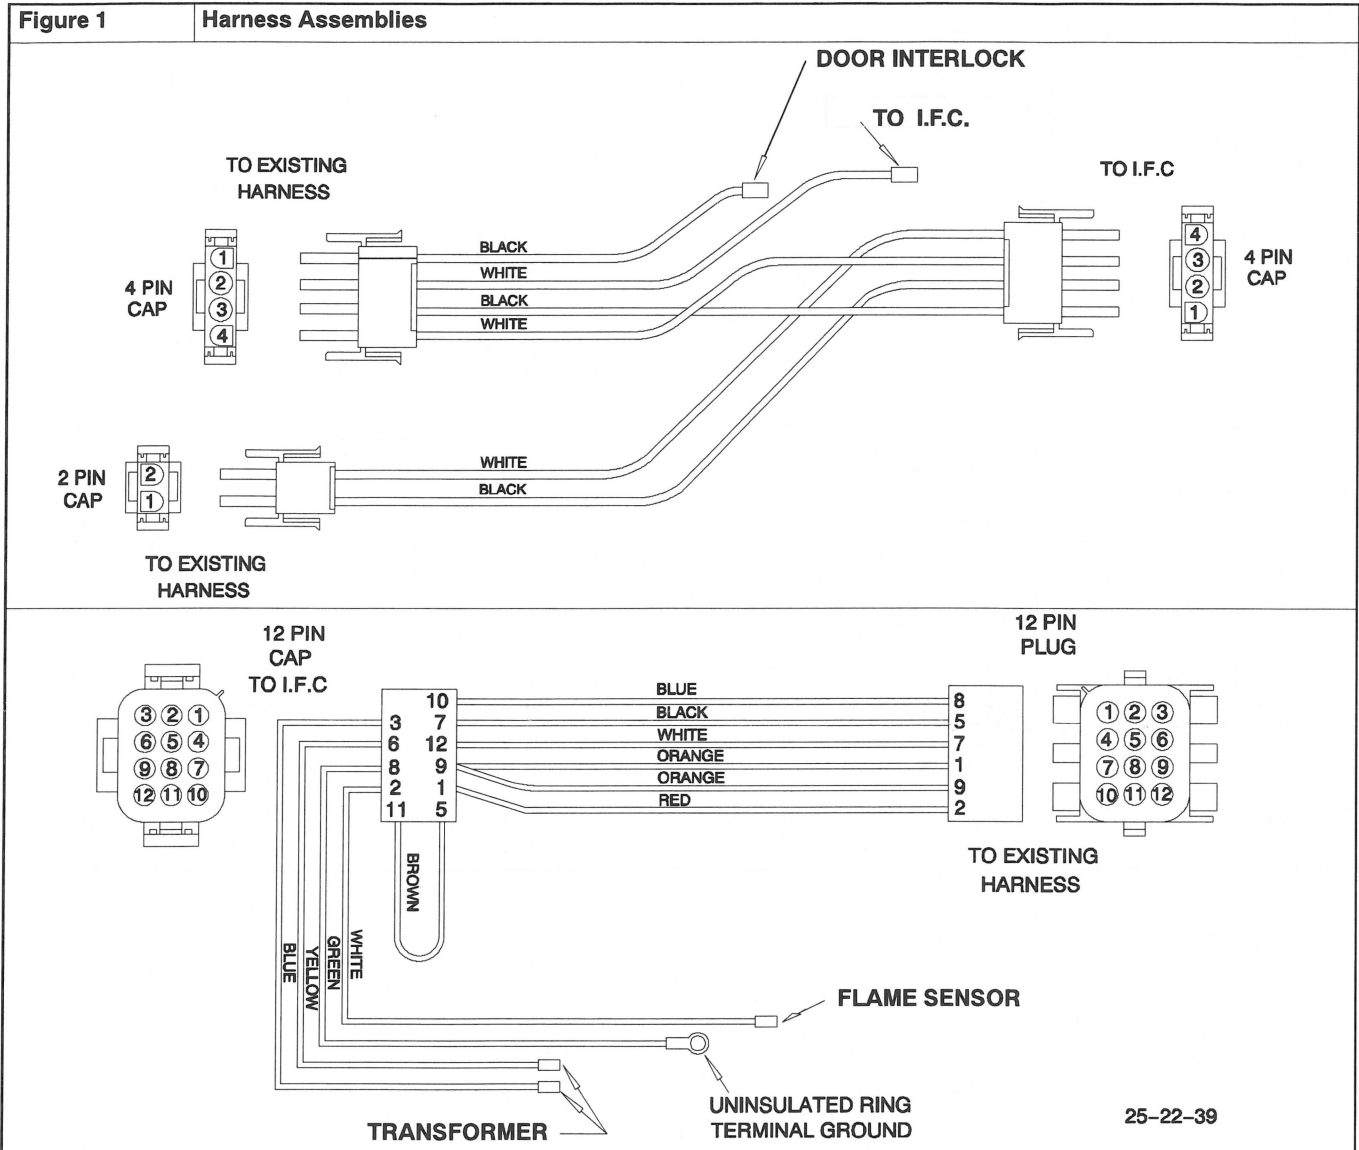 Figure 1
Harness Assemblies
DOOR INTERLOCK
TO I.F.C.
TO EXISTING
HARNESS
TO I.F.C
4 PIN
CAP
1
2
3
4
BLACK
WHITE
BLACK
WHITE
4
3
2
1
4 PIN
CAP
2 PIN
CAP
2
1
WHITE
BLACK
TO EXISTING
HARNESS
12 PIN
CAP
TO I.F.C
12 PIN
PLUG
3 2 1
6 5 4
9 8 7
12 11 10
10
3 7
6 12
8 9
2 1
11 5
BLUE
BLACK
WHITE
ORANGE
ORANGE
RED
8
5
7
1
9
2
1 2 3
4 5 6
7 8 9
10 11 12
TO EXISTING
HARNESS
BROWN
BLUE
YELLOW
GREEN
WHITE
FLAME SENSOR
UNINSULATED RING
TERMINAL GROUND
TRANSFORMER
25-22-39